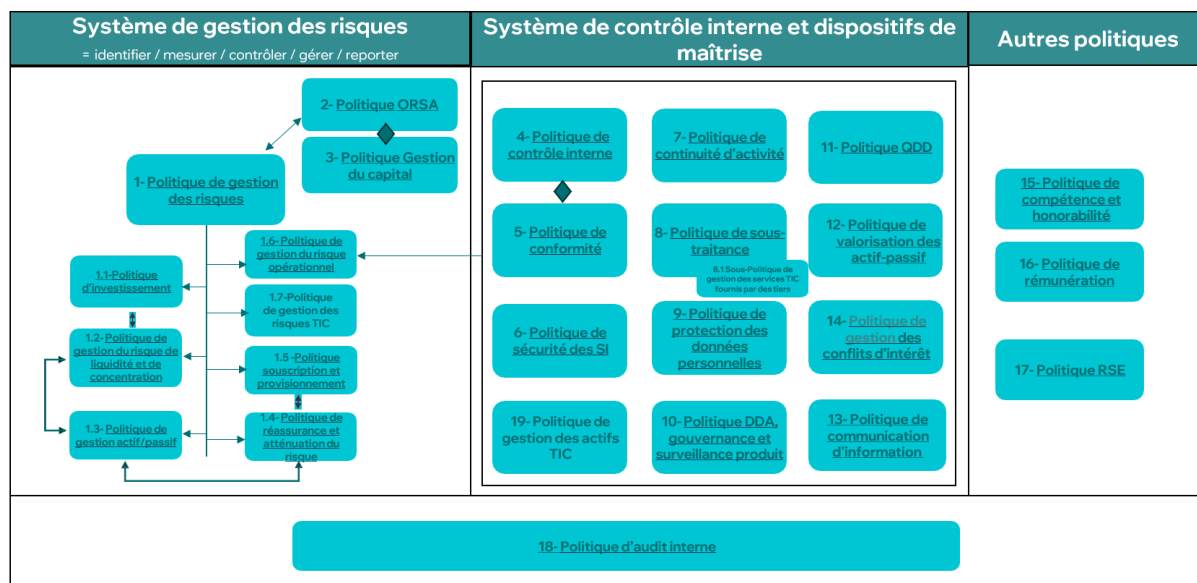 Système de gestion des risques
= identifier / mesurer / contrôler / gérer / reporter
Système de contrôle interne et dispositifs de
maîtrise
Autres politiques
2- Politique ORSA
3- Politique Gestion
du capital
1- Politique de gestion
des risques
1.6- Politique de
gestion du risque
opérationnel
1.1-Politique
d'investissement
1.7-Politique
de gestion des
risques TIC
1.2- Politique de
gestion du risque de
liquidité et de
concentration
1.5 -Politique
souscription et
provisionnement
1.3- Politique de
gestion actif/passif
1.4- Politique de
réassurance et
atténuation du
risque
4- Politique de
contrôle interne
7- Politique de
continuité d'activité
11- Politique QDD
5- Politique de
conformité
8- Politique de sous-
traitance
8.1 Sous-Politique de
gestion des services TIC
fournis par des tiers
12- Politique de
valorisation des
actif-passif
6- Politique de
sécurité des SI
9- Politique de
protection des
données
personnelles
14- Politique de
gestion des
conflits d'intérêt
19- Politique de
gestion des actifs
TIC
10- Politique DDA,
gouvernance et
surveillance produit
13- Politique de
communication
d'information
15- Politique de
compétence et
honorabilité
16- Politique de
rémunération
17- Politique RSE
18- Politique d'audit interne